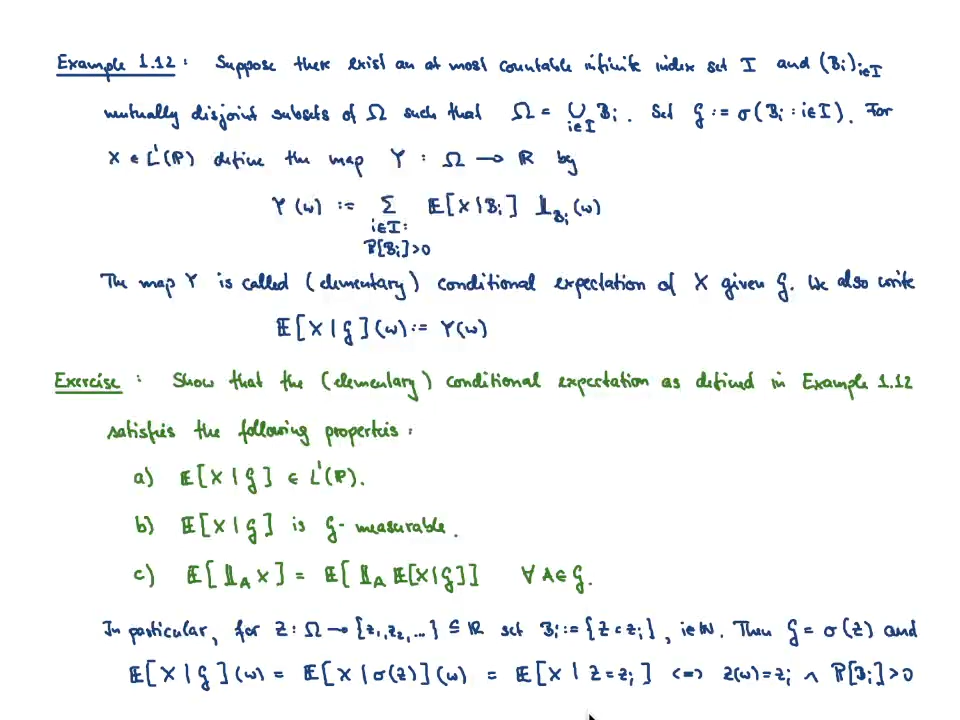 Example 1.12: Suppose there exist an at most countable infinite index set I and (B_i)_{i∈I}
mutually disjoint subsets of Ω such that Ω = ∪_{i∈I} B_i. Set G := σ(B_i : i∈I). For
X ∈ L¹(P) define the map Y : Ω → R by
Y(ω) := Σ_{i∈I: P[B_i]>0} E[X|B_i] 1_{B_i}(ω)
The map Y is called (elementary) conditional expectation of X given G. We also write
E[X|G](ω) := Y(ω)
Exercise: Show that the (elementary) conditional expectation as defined in Example 1.12
satisfies the following properties:
a) E[X|G] ∈ L¹(P).
b) E[X|G] is G-measurable.
c) E[1_A X] = E[1_A E[X|G]] ∀ A∈G.
In particular, for Z: Ω → {z_1, z_2, ...} ⊆ R set B_i := {Z = z_i}, i∈N. Then G = σ(Z) and
E[X|G](ω) = E[X|σ(Z)](ω) = E[X|Z=z_i] <=> Z(ω)=z_i ∧ P[B_i]>0